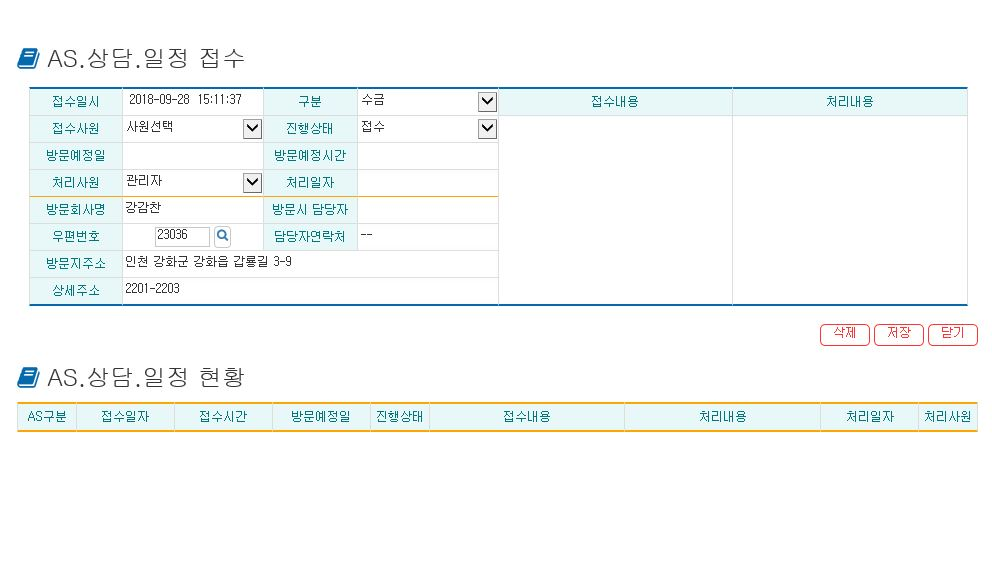 AS.상담.일정 접수
접수일시 2018-09-28 15:11:37 구분 수금 접수내용 처리내용
접수사원 사원선택 진행상태 접수
방문예정일 방문예정시간
처리사원 관리자 처리일자
방문회사명 강감찬 방문시 담당자
우편번호 23036 담당자연락처 --
방문지주소 인천 강화군 강화읍 갑룡길 3-9
상세주소 2201-2203
삭제 저장 닫기
AS.상담.일정 현황
AS구분 접수일자 접수시간 방문예정일 진행상태 접수내용 처리내용 처리일자 처리사원